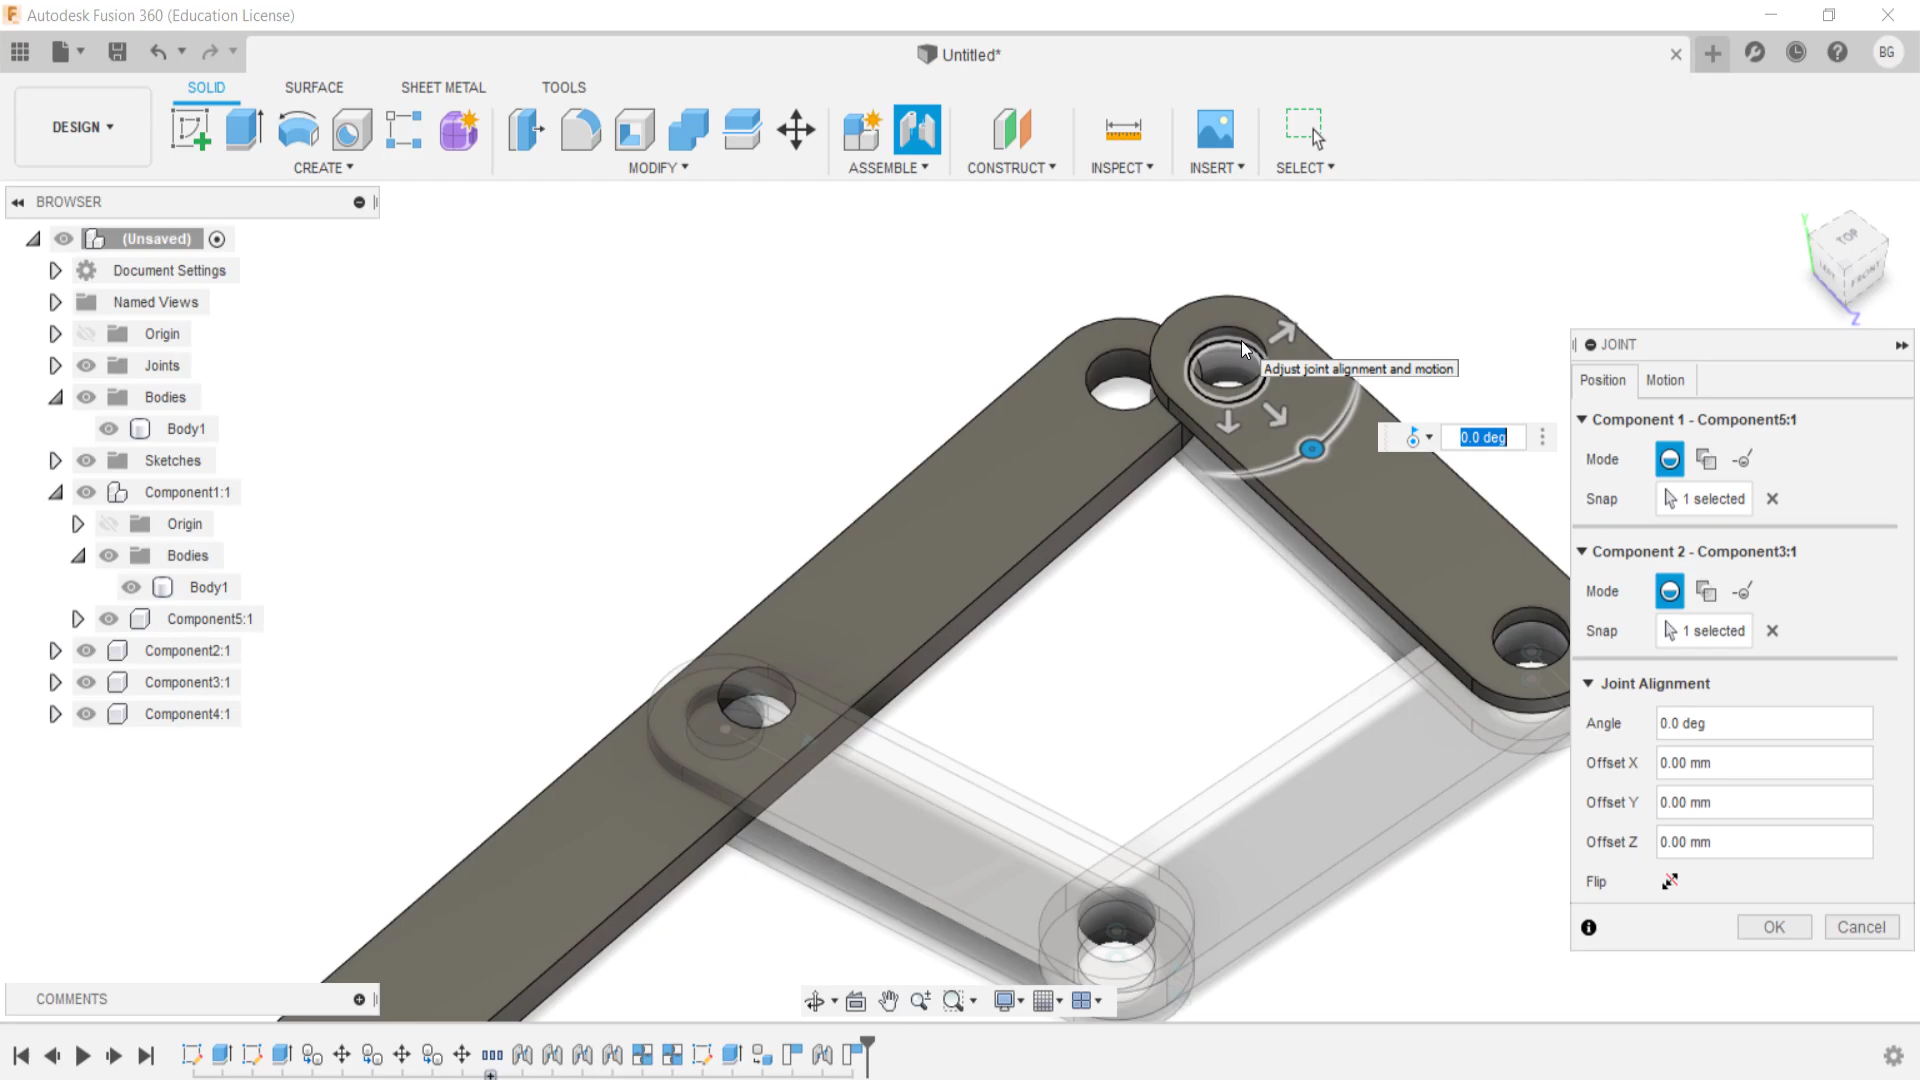 Autodesk Fusion 360 (Education License)
Untitled*
BG
DESIGN
SOLID
SURFACE
SHEET METAL
TOOLS
CREATE
MODIFY
ASSEMBLE
CONSTRUCT
INSPECT
INSERT
SELECT
BROWSER
(Unsaved)
Document Settings
Named Views
Origin
Joints
Bodies
Body1
Sketches
Component1:1
Origin
Bodies
Body1
Component5:1
Component2:1
Component3:1
Component4:1
COMMENTS
Adjust joint alignment and motion
0.0 deg
Y
TOP
LEFT
FRONT
Z
JOINT
Position
Motion
Component 1 - Component5:1
Mode
Snap
1 selected
Component 2 - Component3:1
Mode
Snap
1 selected
Joint Alignment
Angle
0.0 deg
Offset X
0.00 mm
Offset Y
0.00 mm
Offset Z
0.00 mm
Flip
OK
Cancel